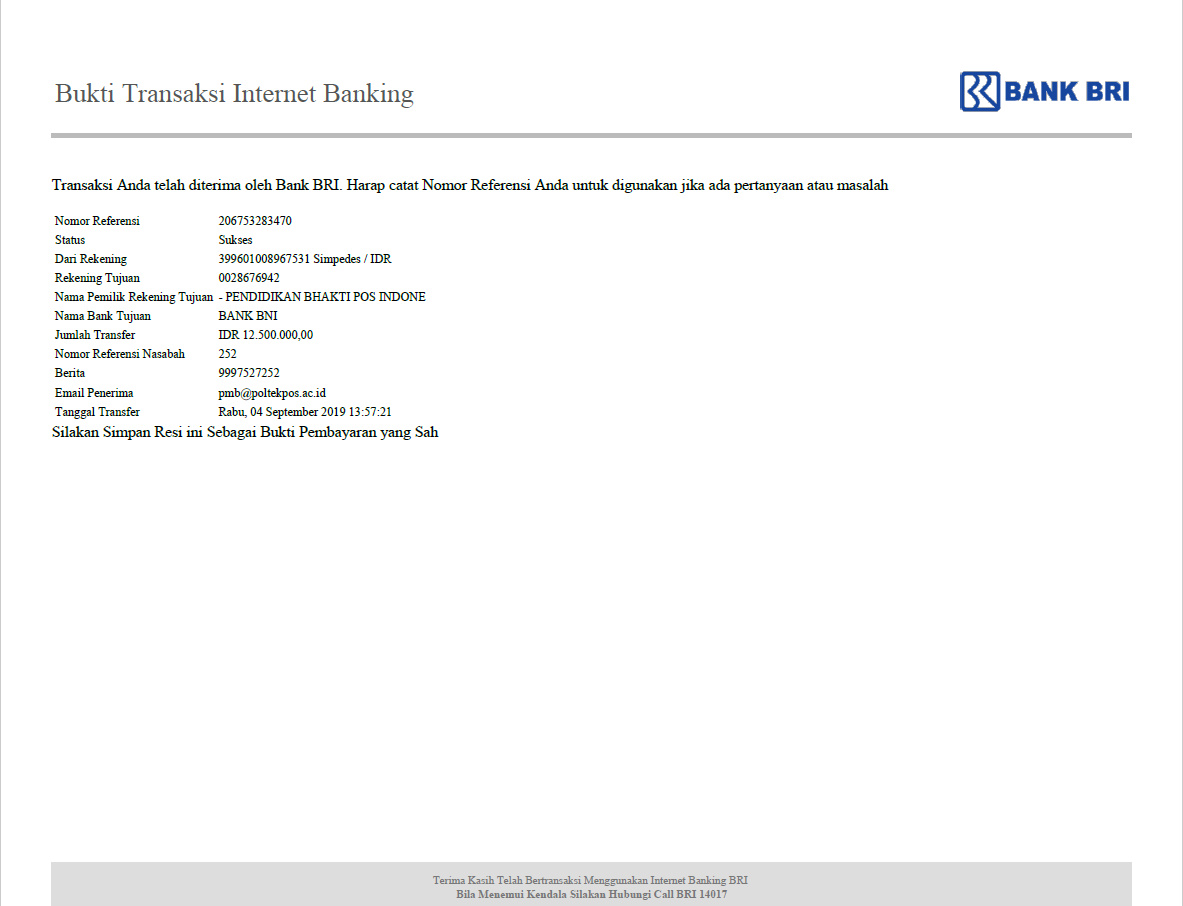 Bukti Transaksi Internet Banking
BANK BRI
Transaksi Anda telah diterima oleh Bank BRI. Harap catat Nomor Referensi Anda untuk digunakan jika ada pertanyaan atau masalah
Nomor Referensi 206753283470
Status Sukses
Dari Rekening 399601008967531 Simpedes / IDR
Rekening Tujuan 0028676942
Nama Pemilik Rekening Tujuan - PENDIDIKAN BHAKTI POS INDONE
Nama Bank Tujuan BANK BNI
Jumlah Transfer IDR 12.500.000,00
Nomor Referensi Nasabah 252
Berita 9997527252
Email Penerima pmb@poltekpos.ac.id
Tanggal Transfer Rabu, 04 September 2019 13:57:21
Silakan Simpan Resi ini Sebagai Bukti Pembayaran yang Sah
Terima Kasih Telah Bertransaksi Menggunakan Internet Banking BRI
Bila Menemui Kendala Silakan Hubungi Call BRI 14017